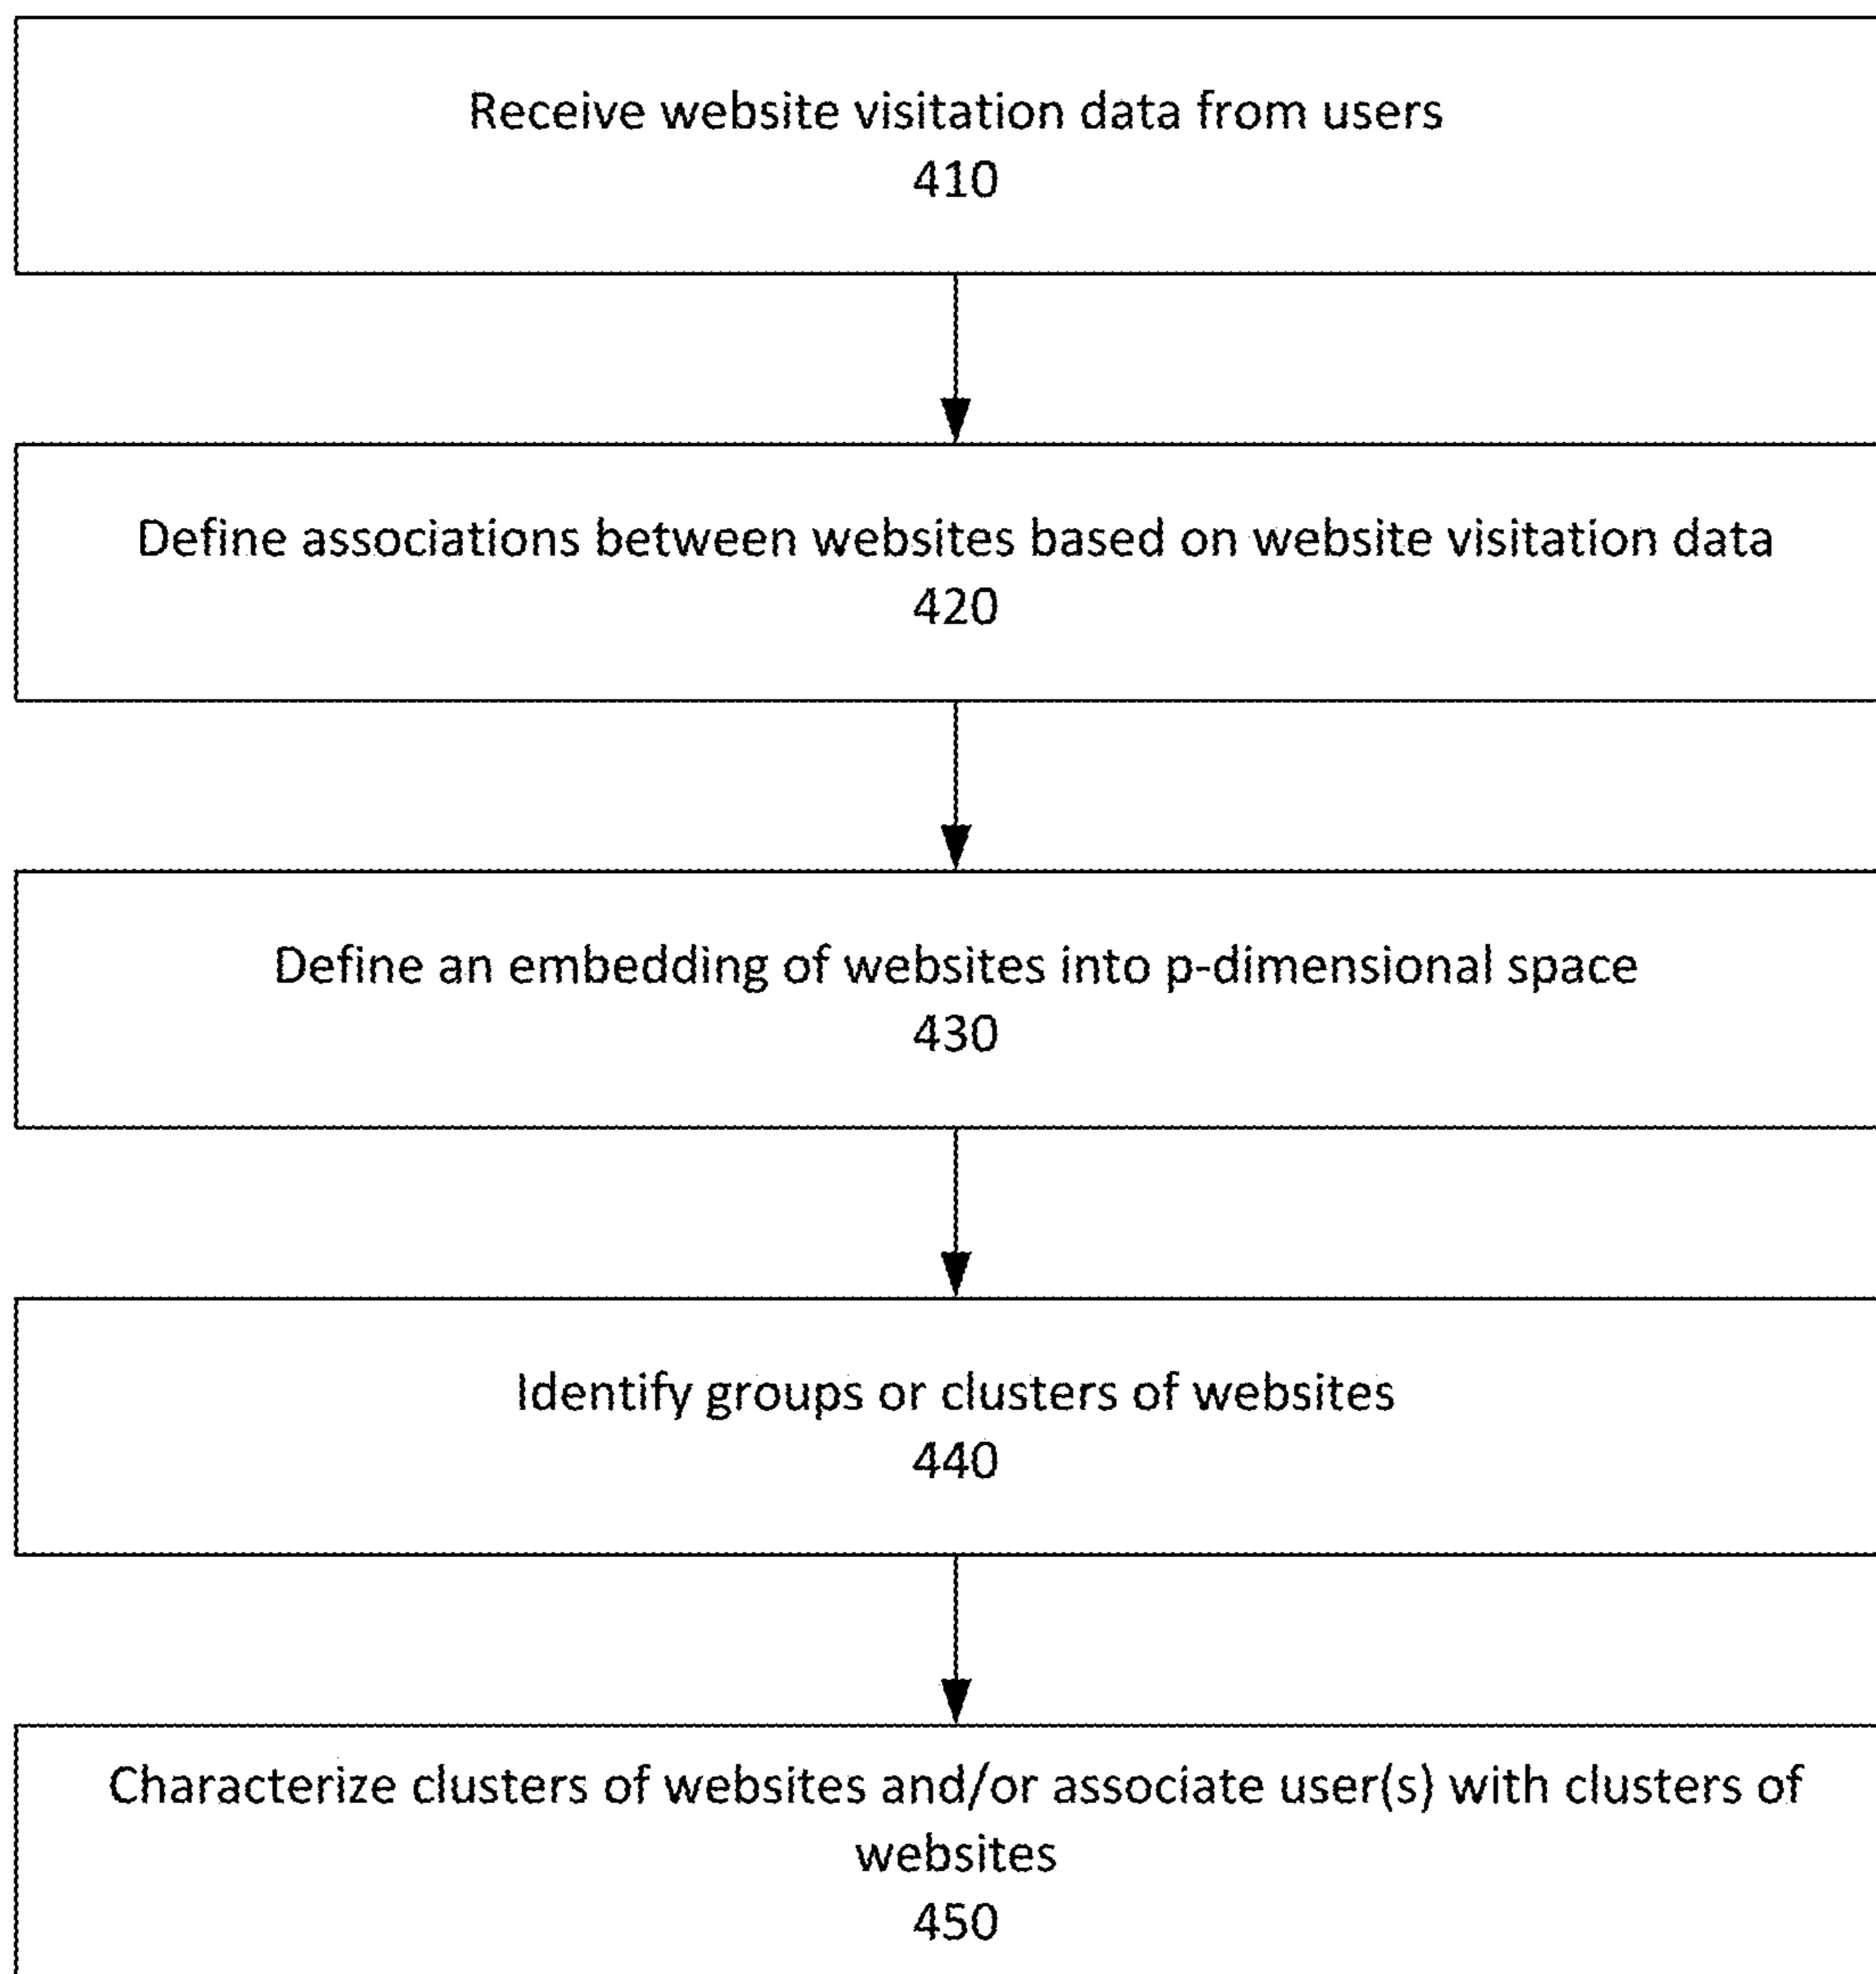 Receive website visitation data from users
410
Define associations between websites based on website visitation data
420
Define an embedding of websites into p-dimensional space
430
Identify groups or clusters of websites
440
Characterize clusters of websites and/or associate user(s) with clusters of
websites
450